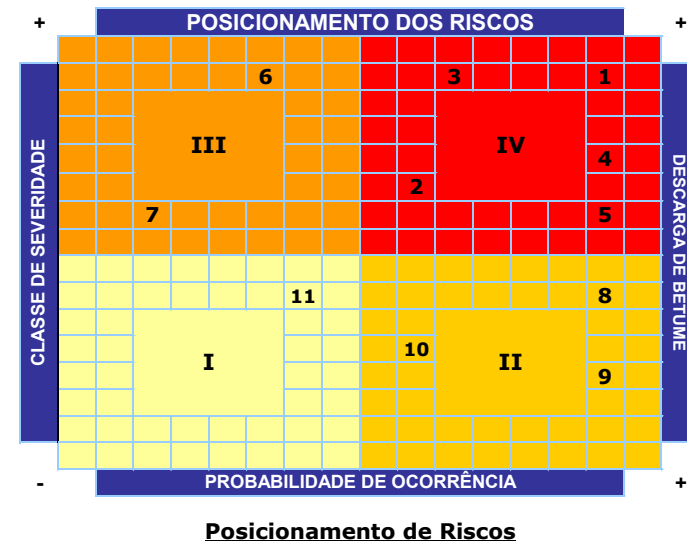 + POSICIONAMENTO DOS RISCOS +
6 3 1
III IV
4
2
7 5
CLASSE DE SEVERIDADE
DESCARGA DE BETUME
11 8
10
I II
9
- PROBABILIDADE DE OCORRÊNCIA +
Posicionamento de Riscos